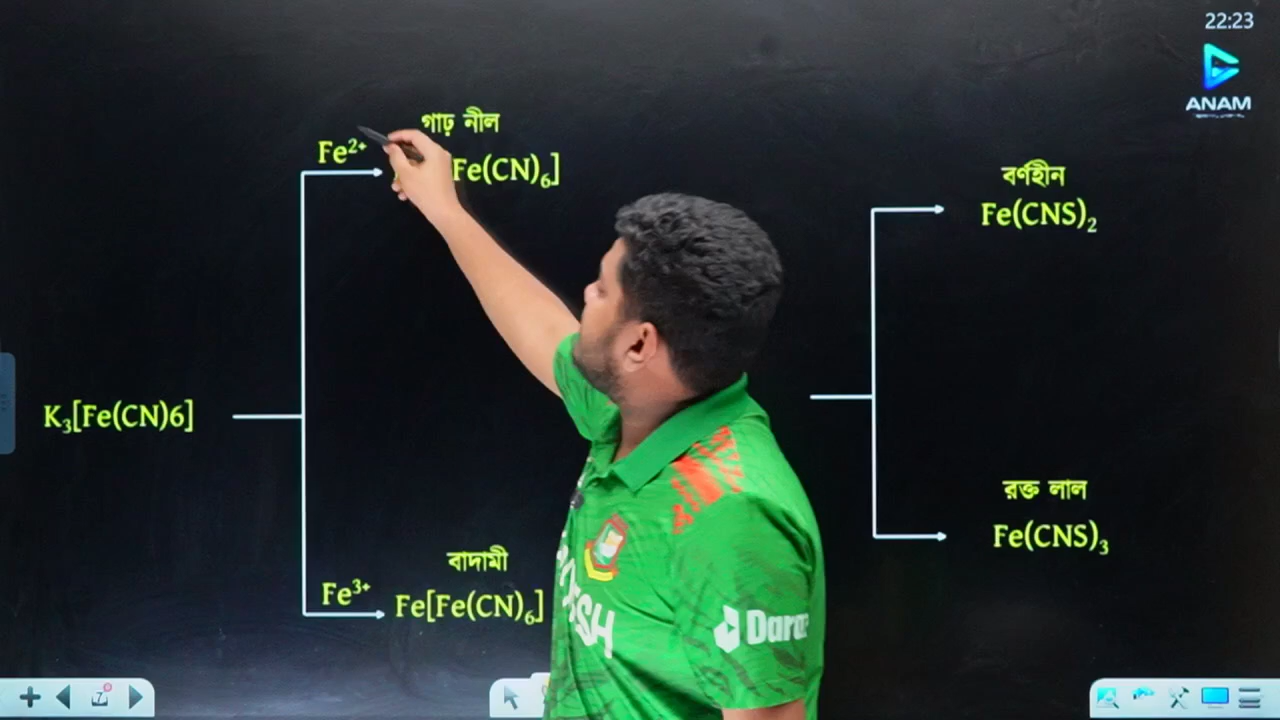 22:23
ANAM
গাঢ় নীল
Fe²⁺
Fe(CN)₆]
বর্ণহীন
Fe(CNS)₂
K₃[Fe(CN)6]
রক্ত লাল
Fe(CNS)₃
বাদামী
Fe³⁺
Fe[Fe(CN)₆]
Daraz